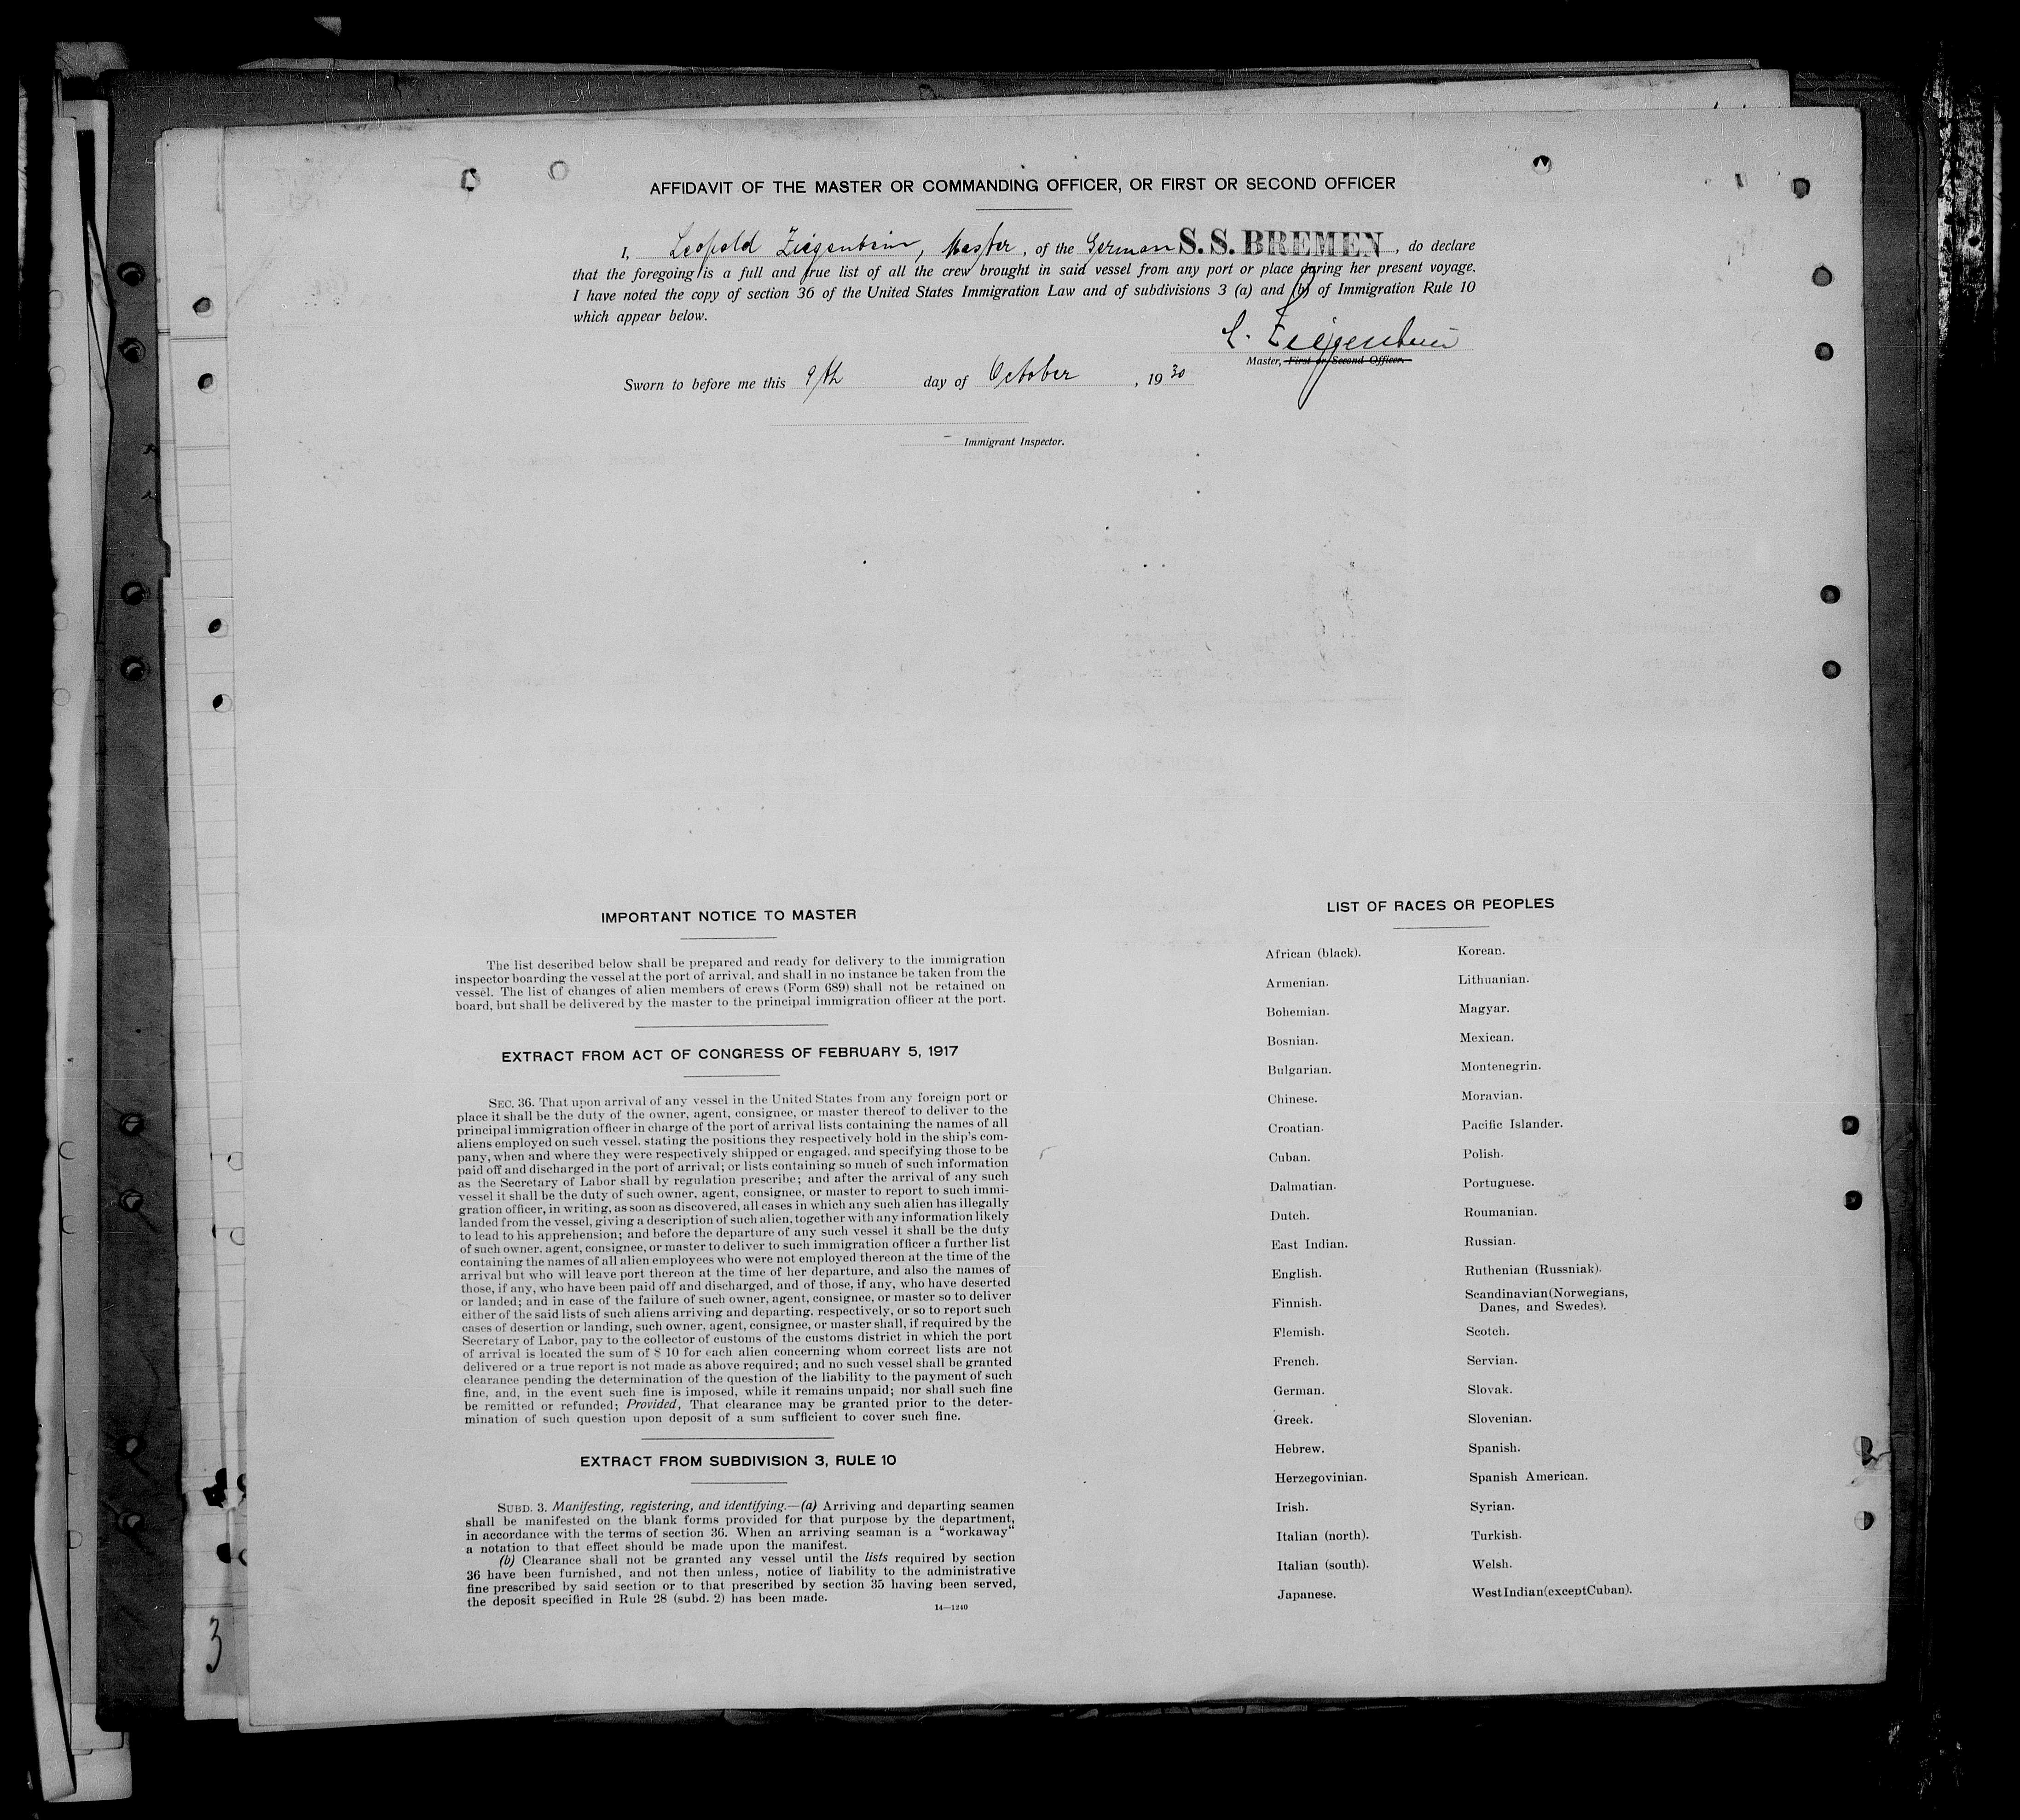 AFFIDAVIT OF THE MASTER OR COMMANDING OFFICER, OR FIRST OR SECOND OFFICER
I, Leopold Ziegenbein, Master, of the German S. S. BREMEN, do declare
that the foregoing is a full and true list of all the crew brought in said vessel from any port or place during her present voyage.
I have noted the copy of section 36 of the United States Immigration Law and of subdivisions 3 (a) and (b) of Immigration Rule 10
which appear below.
L. Ziegenbein
Master, First or Second Officer.
Sworn to before me this 9th day of October, 1930
Immigrant Inspector.
IMPORTANT NOTICE TO MASTER
The list described below shall be prepared and ready for delivery to the immigration
inspector boarding the vessel at the port of arrival, and shall in no instance be taken from the
vessel. The list of changes of alien members of crews (Form 689) shall not be retained on
board, but shall be delivered by the master to the principal immigration officer at the port.
EXTRACT FROM ACT OF CONGRESS OF FEBRUARY 5, 1917
SEC. 36. That upon arrival of any vessel in the United States from any foreign port or
place it shall be the duty of the owner, agent, consignee, or master thereof to deliver to the
principal immigration officer in charge of the port of arrival lists containing the names of all
aliens employed on such vessel, stating the positions they respectively hold in the ship's com-
pany, when and where they were respectively shipped or engaged, and specifying those to be
paid off and discharged in the port of arrival; or lists containing so much of such information
as the Secretary of Labor shall by regulation prescribe; and after the arrival of any such
vessel it shall be the duty of such owner, agent, consignee, or master to report to such immi-
gration officer, in writing, as soon as discovered, all cases in which any such alien has illegally
landed from the vessel, giving a description of such alien, together with any information likely
to lead to his apprehension; and before the departure of any such vessel it shall be the duty
of such owner, agent, consignee, or master to deliver to such immigration officer a further list
containing the names of all alien employees who were not employed thereon at the time of the
arrival but who will leave port thereon at the time of her departure, and also the names of
those, if any, who have been paid off and discharged, and of those, if any, who have deserted
or landed; and in case of the failure of such owner, agent, consignee, or master so to deliver
either of the said lists of such aliens arriving and departing, respectively, or so to report such
cases of desertion or landing, such owner, agent, consignee, or master shall, if required by the
Secretary of Labor, pay to the collector of customs of the customs district in which the port
of arrival is located the sum of $ 10 for each alien concerning whom correct lists are not
delivered or a true report is not made as above required; and no such vessel shall be granted
clearance pending the determination of the question of the liability to the payment of such
fine, and, in the event such fine is imposed, while it remains unpaid; nor shall such fine
be remitted or refunded; Provided, That clearance may be granted prior to the deter-
mination of such question upon deposit of a sum sufficient to cover such fine.
EXTRACT FROM SUBDIVISION 3, RULE 10
SUBD. 3. Manifesting, registering, and identifying.—(a) Arriving and departing seamen
shall be manifested on the blank forms provided for that purpose by the department,
in accordance with the terms of section 36. When an arriving seaman is a “workaway“
a notation to that effect should be made upon the manifest.
(b) Clearance shall not be granted any vessel until the lists required by section
36 have been furnished, and not then unless, notice of liability to the administrative
fine prescribed by said section or to that prescribed by section 35 having been served,
the deposit specified in Rule 28 (subd. 2) has been made.
14—1240
LIST OF RACES OR PEOPLES
African (black).
Armenian.
Bohemian.
Bosnian.
Bulgarian.
Chinese.
Croatian.
Cuban.
Dalmatian.
Dutch.
East Indian.
English.
Finnish.
Flemish.
French.
German.
Greek.
Hebrew.
Herzegovinian.
Irish.
Italian (north).
Italian (south).
Japanese.
Korean.
Lithuanian.
Magyar.
Mexican.
Montenegrin.
Moravian.
Pacific Islander.
Polish.
Portuguese.
Roumanian.
Russian.
Ruthenian (Russniak).
Scandinavian (Norwegians,
Danes, and Swedes).
Scotch.
Servian.
Slovak.
Slovenian.
Spanish.
Spanish American.
Syrian.
Turkish.
Welsh.
West Indian (except Cuban).
3